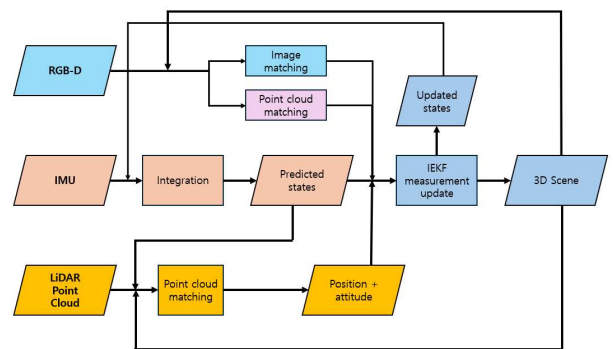 RGB-D
Image
matching
Point cloud
matching
Updated
states
IMU
Integration
Predicted
states
IEKF
measurement
update
3D Scene
LiDAR
Point
Cloud
Point cloud
matching
Position +
attitude